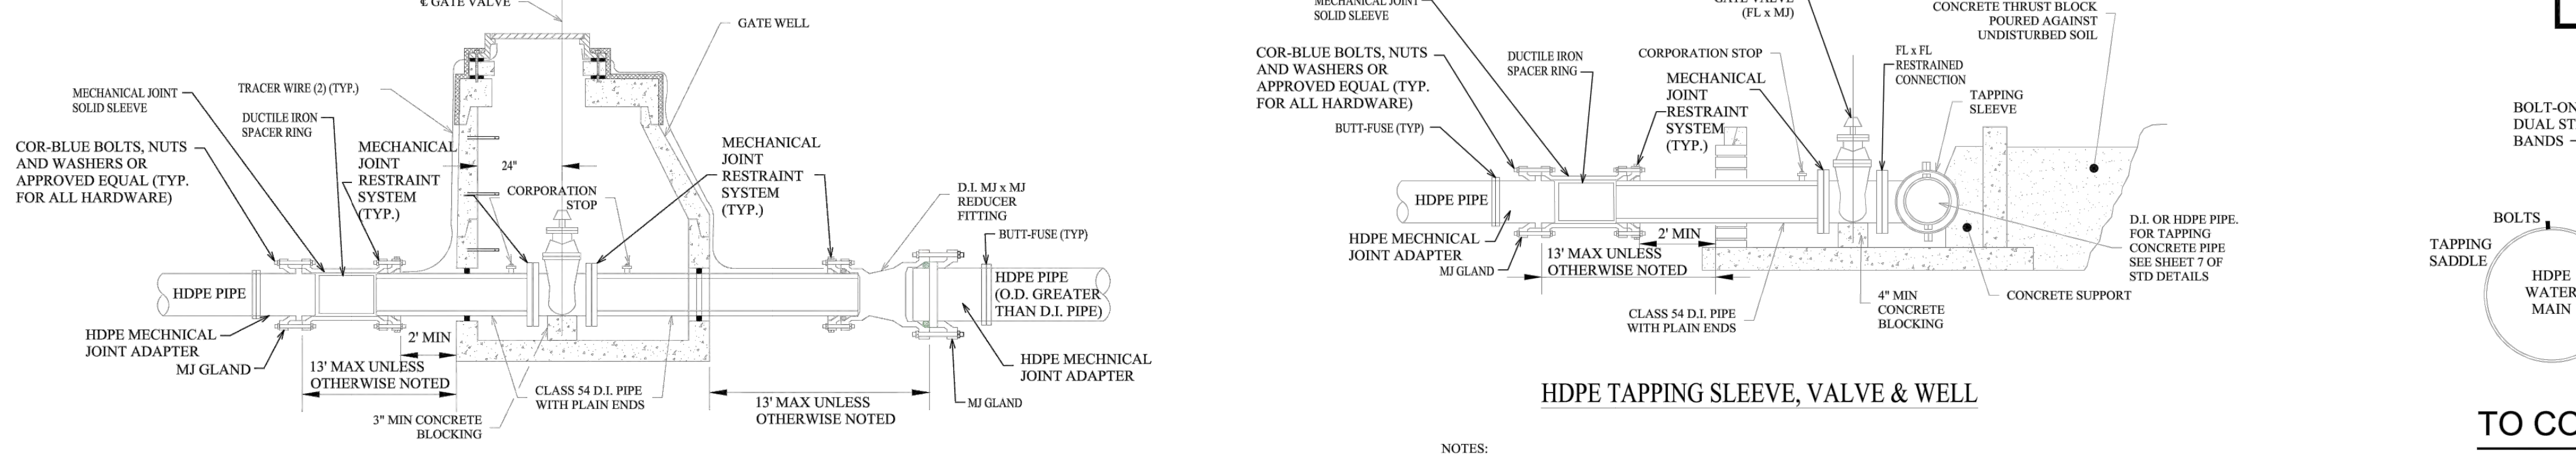 ℄ GATE VALVE
GATE WELL
TRACER WIRE (2) (TYP.)
MECHANICAL JOINT
SOLID SLEEVE
DUCTILE IRON
SPACER RING
COR-BLUE BOLTS, NUTS
AND WASHERS OR
APPROVED EQUAL (TYP.
FOR ALL HARDWARE)
MECHANICAL
JOINT
RESTRAINT
SYSTEM
(TYP.)
24"
CORPORATION
STOP
MECHANICAL
JOINT
RESTRAINT
SYSTEM
(TYP.)
D.I. MJ x MJ
REDUCER
FITTING
BUTT-FUSE (TYP)
HDPE PIPE
HDPE PIPE
(O.D. GREATER
THAN D.I. PIPE)
HDPE MECHNICAL
JOINT ADAPTER
MJ GLAND
2' MIN
13' MAX UNLESS
OTHERWISE NOTED
3" MIN CONCRETE
BLOCKING
CLASS 54 D.I. PIPE
WITH PLAIN ENDS
13' MAX UNLESS
OTHERWISE NOTED
HDPE MECHNICAL
JOINT ADAPTER
MJ GLAND
MECHANICAL JOINT
SOLID SLEEVE
GATE VALVE
(FL x MJ)
CONCRETE THRUST BLOCK
POURED AGAINST
UNDISTURBED SOIL
COR-BLUE BOLTS, NUTS
AND WASHERS OR
APPROVED EQUAL (TYP.
FOR ALL HARDWARE)
DUCTILE IRON
SPACER RING
CORPORATION STOP
MECHANICAL
JOINT
RESTRAINT
SYSTEM
(TYP.)
FL x FL
RESTRAINED
CONNECTION
TAPPING
SLEEVE
BUTT-FUSE (TYP)
HDPE PIPE
HDPE MECHNICAL
JOINT ADAPTER
MJ GLAND
2' MIN
13' MAX UNLESS
OTHERWISE NOTED
CLASS 54 D.I. PIPE
WITH PLAIN ENDS
4" MIN
CONCRETE
BLOCKING
CONCRETE SUPPORT
D.I. OR HDPE PIPE.
FOR TAPPING
CONCRETE PIPE
SEE SHEET 7 OF
STD DETAILS
HDPE TAPPING SLEEVE, VALVE & WELL
NOTES:
BOLT-ON
DUAL ST
BANDS
BOLTS
TAPPING
SADDLE
HDPE
WATER
MAIN
TO CO